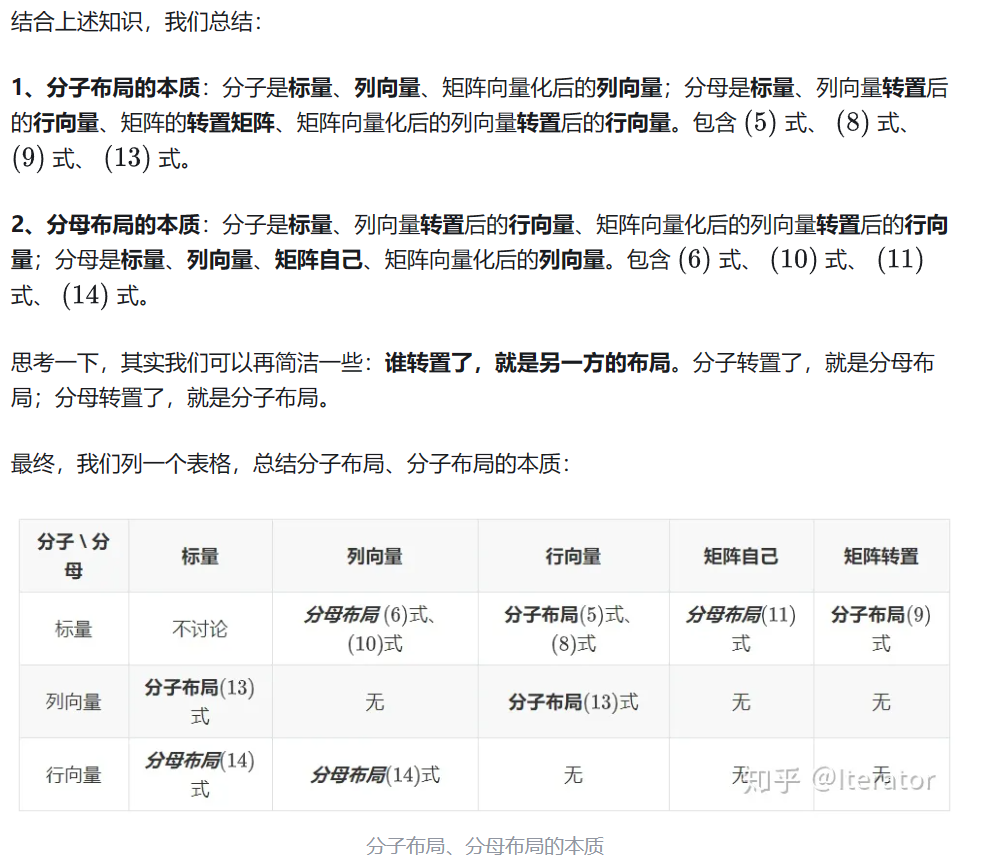 结合上述知识，我们总结：
1、分子布局的本质：分子是标量、列向量、矩阵向量化后的列向量；分母是标量、列向量转置后
的行向量、矩阵的转置矩阵、矩阵向量化后的列向量转置后的行向量。包含 (5) 式、 (8) 式、
(9) 式、 (13) 式。
2、分母布局的本质：分子是标量、列向量转置后的行向量、矩阵向量化后的列向量转置后的行向
量；分母是标量、列向量、矩阵自己、矩阵向量化后的列向量。包含 (6) 式、 (10) 式、 (11)
式、 (14) 式。
思考一下，其实我们可以再简洁一些：谁转置了，就是另一方的布局。分子转置了，就是分母布
局；分母转置了，就是分子布局。
最终，我们列一个表格，总结分子布局、分子布局的本质：
分子 \ 分母 标量 列向量 行向量 矩阵自己 矩阵转置
标量 不讨论 分母布局 (6)式、(10)式 分子布局(5)式、(8)式 分母布局(11)式 分子布局(9)式
列向量 分子布局(13)式 无 分子布局(13)式 无 无
行向量 分母布局(14)式 分母布局(14)式 无 无 无
知乎 @Iterator
分子布局、分母布局的本质